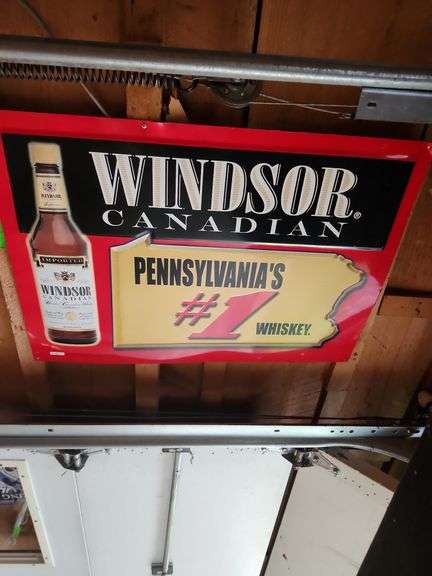 WINDSOR®
CANADIAN
PENNSYLVANIA'S
#1
WHISKEY.
IMPORTED
WINDSOR
CANADIAN